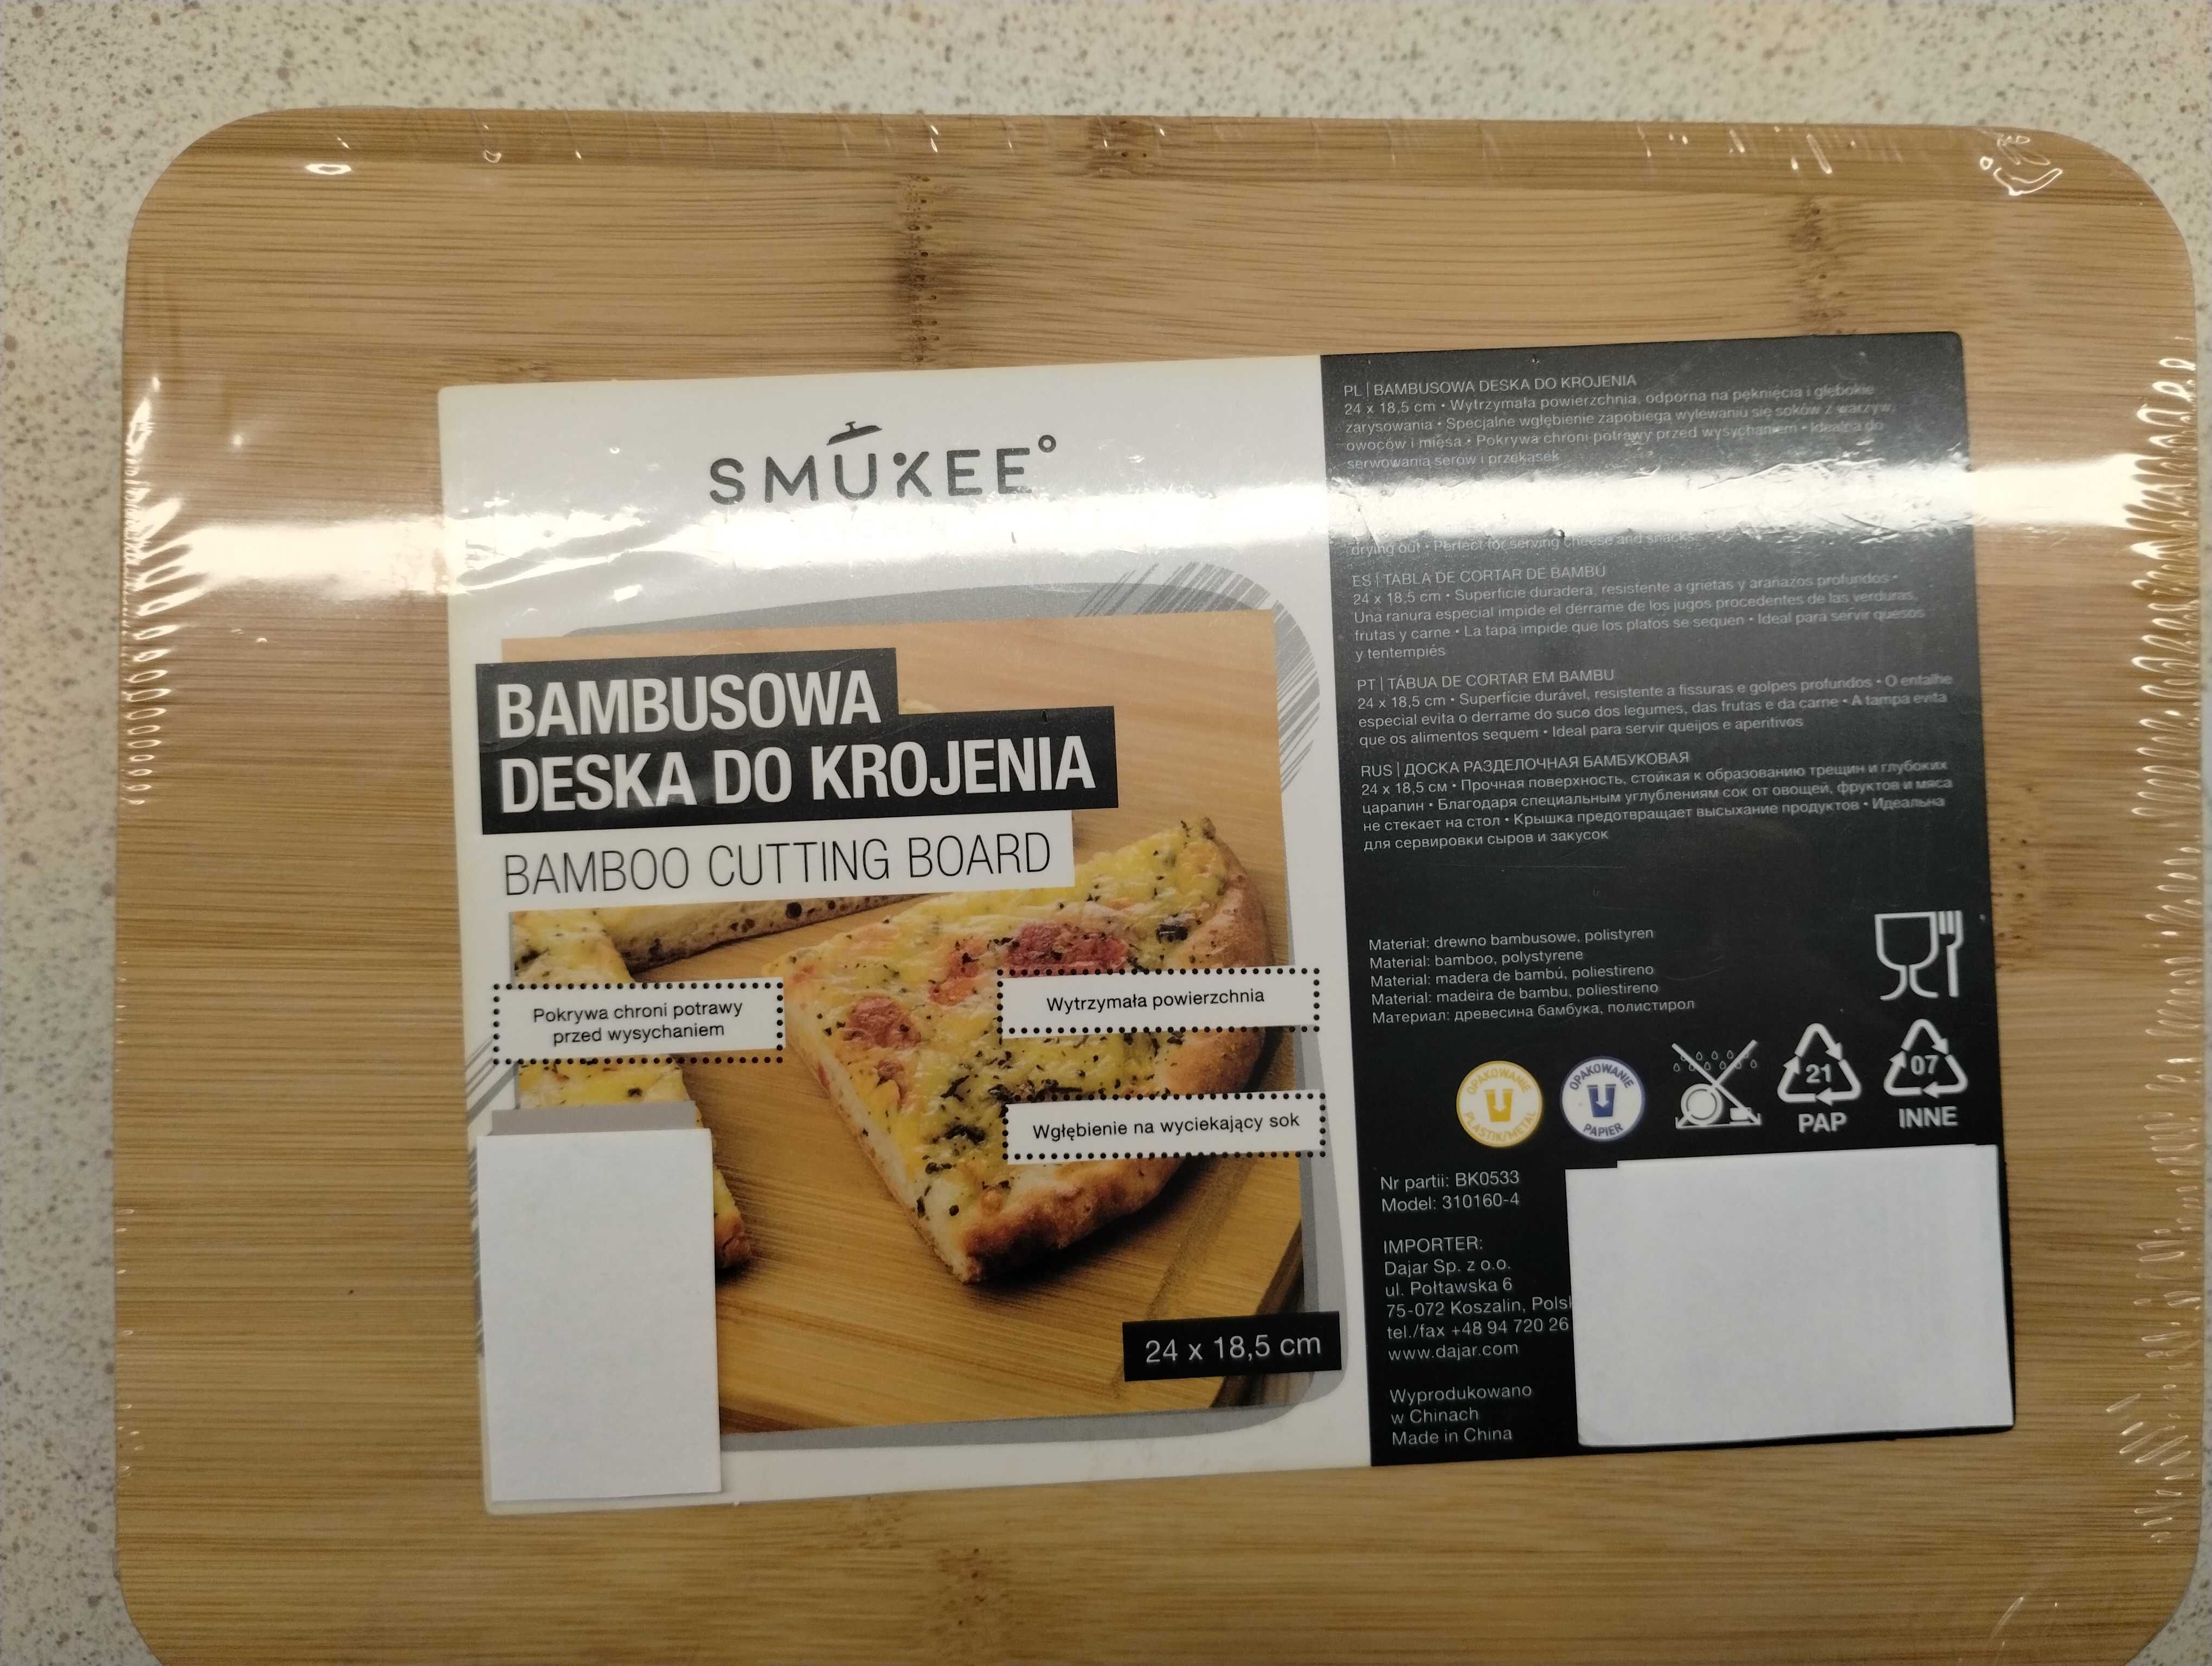 SMUKEE°
BAMBUSOWA
DESKA DO KROJENIA
BAMBOO CUTTING BOARD
Pokrywa chroni potrawy
przed wysychaniem
Wytrzymała powierzchnia
Wgłębienie na wyciekający sok
24 x 18,5 cm
PL | BAMBUSOWA DESKA DO KROJENIA
24 x 18,5 cm • Wytrzymała powierzchnia, odporna na pęknięcia i głębokie
zarysowania • Specjalne wgłębienie zapobiega wylewaniu się soków z warzyw,
owoców i mięsa • Pokrywa chroni potrawy przed wysychaniem • Idealna do
serwowania serów i przekąsek
drying out • Perfect for serving cheese and snacks
ES | TABLA DE CORTAR DE BAMBÚ
24 x 18,5 cm • Superficie duradera, resistente a grietas y arañazos profundos •
Una ranura especial impide el derrame de los jugos procedentes de las verduras,
frutas y carne • La tapa impide que los platos se sequen • Ideal para servir quesos
y tentempiés
PT | TÁBUA DE CORTAR EM BAMBU
24 x 18,5 cm • Superfície durável, resistente a fissuras e golpes profundos • O entalhe
especial evita o derrame do suco dos legumes, das frutas e da carne • A tampa evita
que os alimentos sequem • Ideal para servir queijos e aperitivos
RUS | ДОСКА РАЗДЕЛОЧНАЯ БАМБУКОВАЯ
24 x 18,5 см • Прочная поверхность, стойкая к образованию трещин и глубоких
царапин • Благодаря специальным углублениям сок от овощей, фруктов и мяса
не стекает на стол • Крышка предотвращает высыхание продуктов • Идеальна
для сервировки сыров и закусок
Materiał: drewno bambusowe, polistyren
Material: bamboo, polystyrene
Material: madera de bambú, poliestireno
Material: madeira de bambu, poliestireno
Материал: древесина бамбука, полистирол
OPAKOWANIE PLASTIK/METAL
OPAKOWANIE PAPIER
21
PAP
07
INNE
Nr partii: BK0533
Model: 310160-4
IMPORTER:
Dajar Sp. z o.o.
ul. Połtawska 6
75-072 Koszalin, Pols
tel./fax +48 94 720 26
www.dajar.com
Wyprodukowano
w Chinach
Made in China